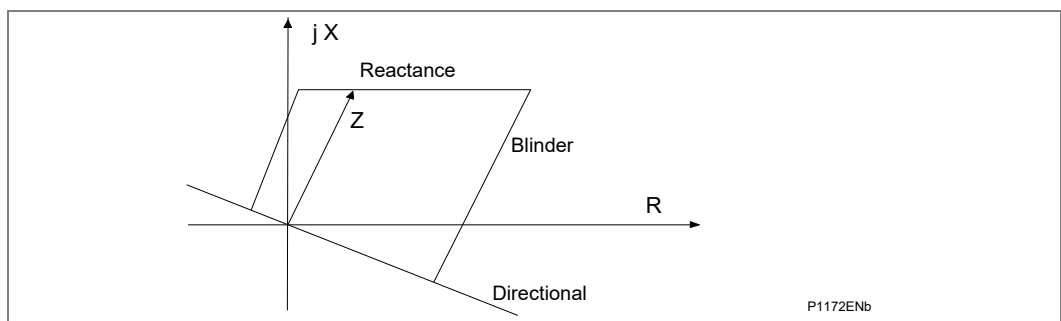 j X
Reactance
Z
Blinder
R
Directional
P1172ENb